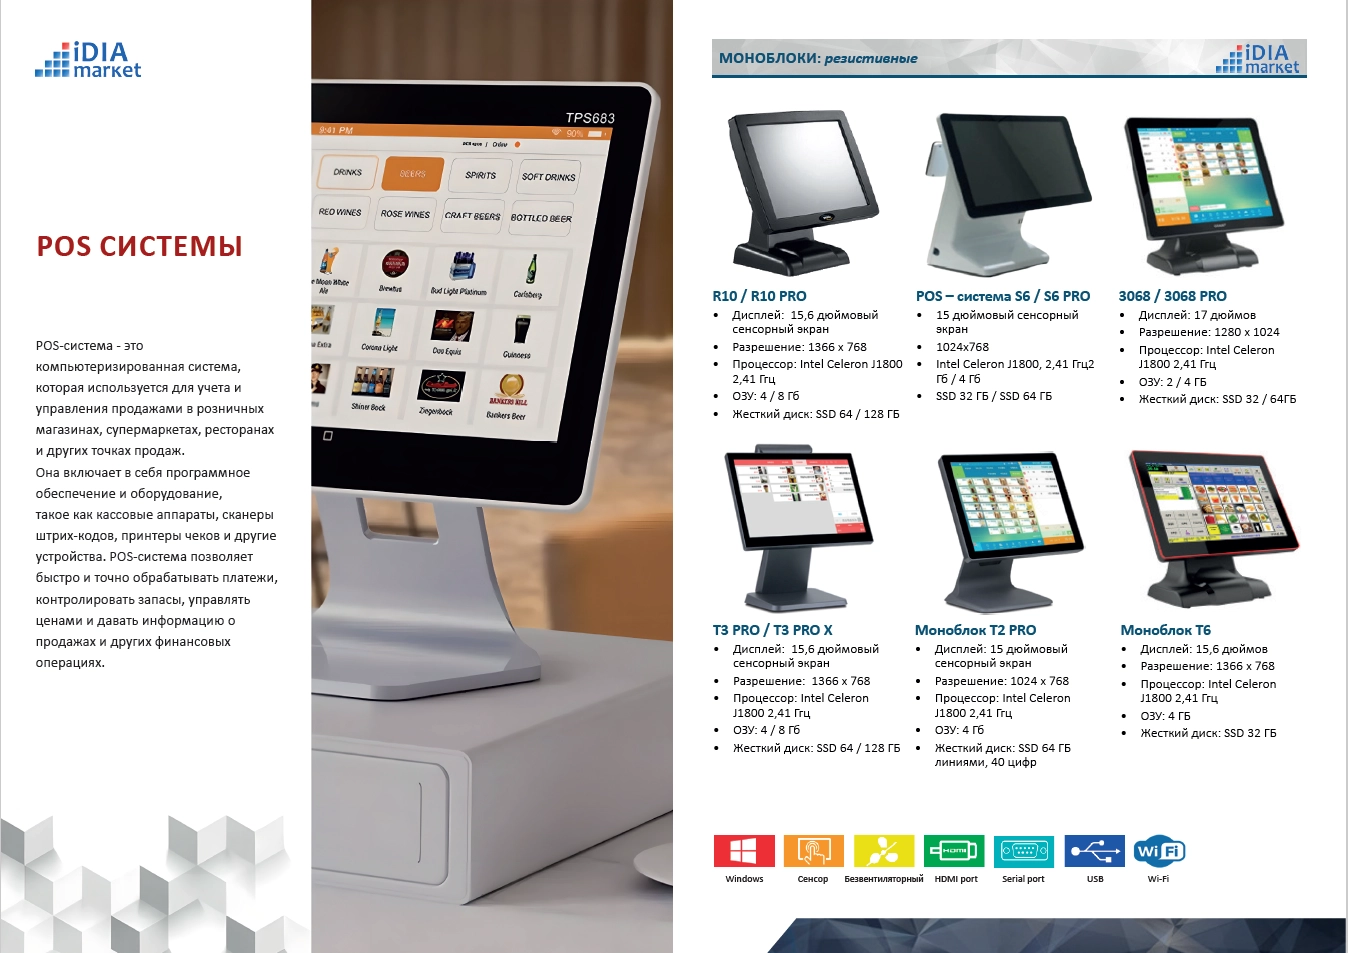 iDIA
market
POS СИСТЕМЫ
POS-система - это
компьютеризированная система,
которая используется для учета и
управления продажами в розничных
магазинах, супермаркетах, ресторанах
и других точках продаж.
Она включает в себя программное
обеспечение и оборудование,
такое как кассовые аппараты, сканеры
штрих-кодов, принтеры чеков и другие
устройства. POS-система позволяет
быстро и точно обрабатывать платежи,
контролировать запасы, управлять
ценами и давать информацию о
продажах и других финансовых
операциях.
TPS683
9:41 PM
90%
DRINKS
BEERS
SPIRITS
SOFT DRINKS
RED WINES
ROSE WINES
CRAFT BEERS
BOTTLED BEER
Moon White
Ale
Brewtus
Bud Light Platinum
Carlsberg
Extra
Corona Light
Dos Equis
Guinness
Shiner Bock
Ziegenbock
Bankers Beer
МОНОБЛОКИ: резистивные
iDIA
market
R10 / R10 PRO
• Дисплей: 15,6 дюймовый
сенсорный экран
• Разрешение: 1366 x 768
• Процессор: Intel Celeron J1800
2,41 Ггц
• ОЗУ: 4 / 8 Гб
• Жесткий диск: SSD 64 / 128 ГБ
POS – система S6 / S6 PRO
• 15 дюймовый сенсорный
экран
• 1024x768
• Intel Celeron J1800, 2,41 Ггц2
Гб / 4 Гб
• SSD 32 ГБ / SSD 64 ГБ
3068 / 3068 PRO
• Дисплей: 17 дюймов
• Разрешение: 1280 x 1024
• Процессор: Intel Celeron
J1800 2,41 Ггц
• ОЗУ: 2 / 4 ГБ
• Жесткий диск: SSD 32 / 64ГБ
T3 PRO / T3 PRO X
• Дисплей: 15,6 дюймовый
сенсорный экран
• Разрешение: 1366 x 768
• Процессор: Intel Celeron
J1800 2,41 Ггц
• ОЗУ: 4 / 8 Гб
• Жесткий диск: SSD 64 / 128 ГБ
Моноблок T2 PRO
• Дисплей: 15 дюймовый
сенсорный экран
• Разрешение: 1024 x 768
• Процессор: Intel Celeron
J1800 2,41 Ггц
• ОЗУ: 4 Гб
• Жесткий диск: SSD 64 ГБ
линиями, 40 цифр
Моноблок T6
• Дисплей: 15,6 дюймов
• Разрешение: 1366 x 768
• Процессор: Intel Celeron
J1800 2,41 Ггц
• ОЗУ: 4 ГБ
• Жесткий диск: SSD 32 ГБ
HDMI
Wi Fi
Windows
Сенсор
Безвентиляторный
HDMI port
Serial port
USB
Wi-Fi